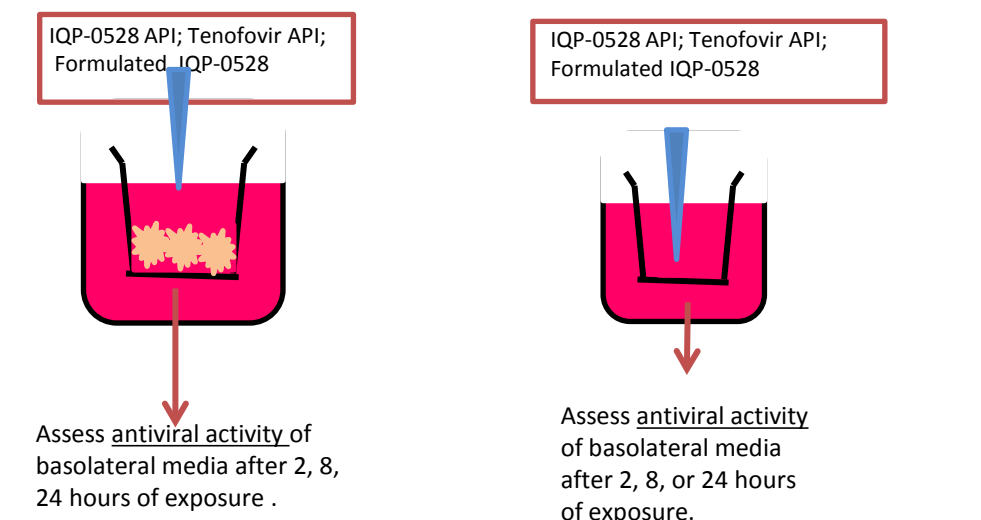 IQP-0528 API; Tenofovir API;
Formulated IQP-0528
IQP-0528 API; Tenofovir API;
Formulated IQP-0528
Assess antiviral activity of
basolateral media after 2, 8,
24 hours of exposure .
Assess antiviral activity
of basolateral media
after 2, 8, or 24 hours
of exposure.